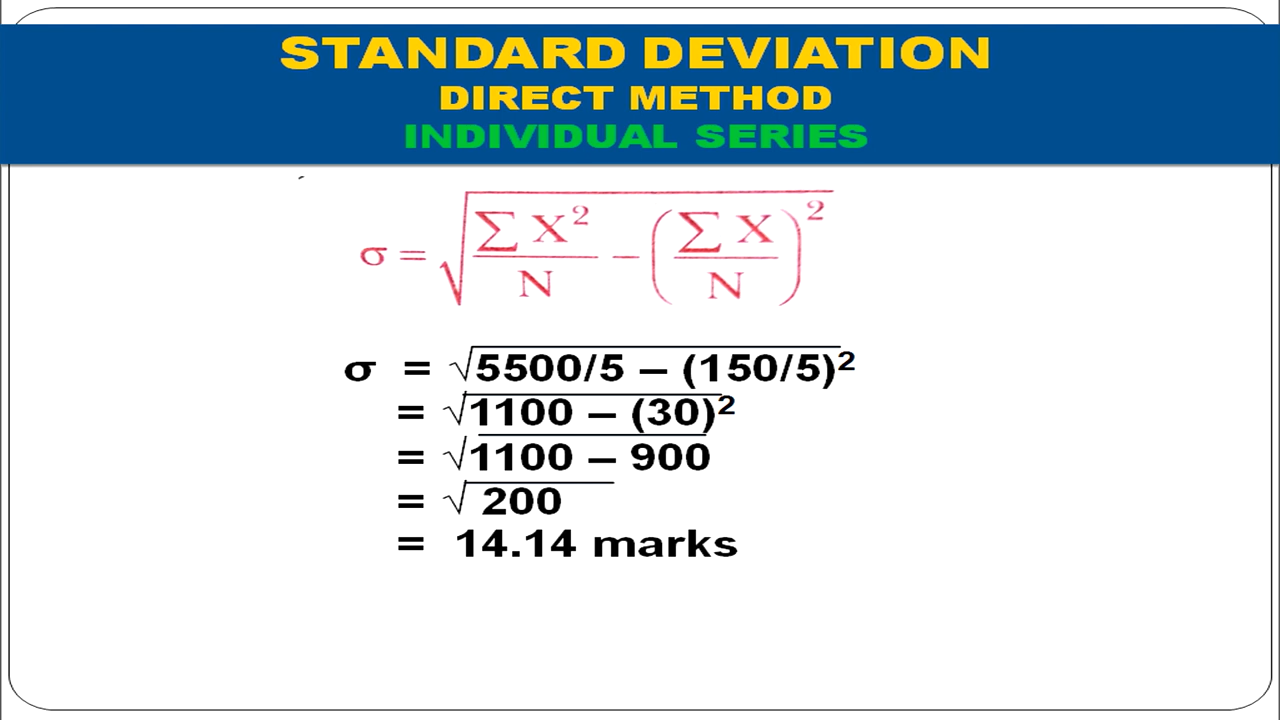 STANDARD DEVIATION
DIRECT METHOD
INDIVIDUAL SERIES
σ = √(∑ X²/N − (∑ X/N)²)
σ = √5500/5 – (150/5)²
= √1100 – (30)²
= √1100 – 900
= √ 200
= 14.14 marks